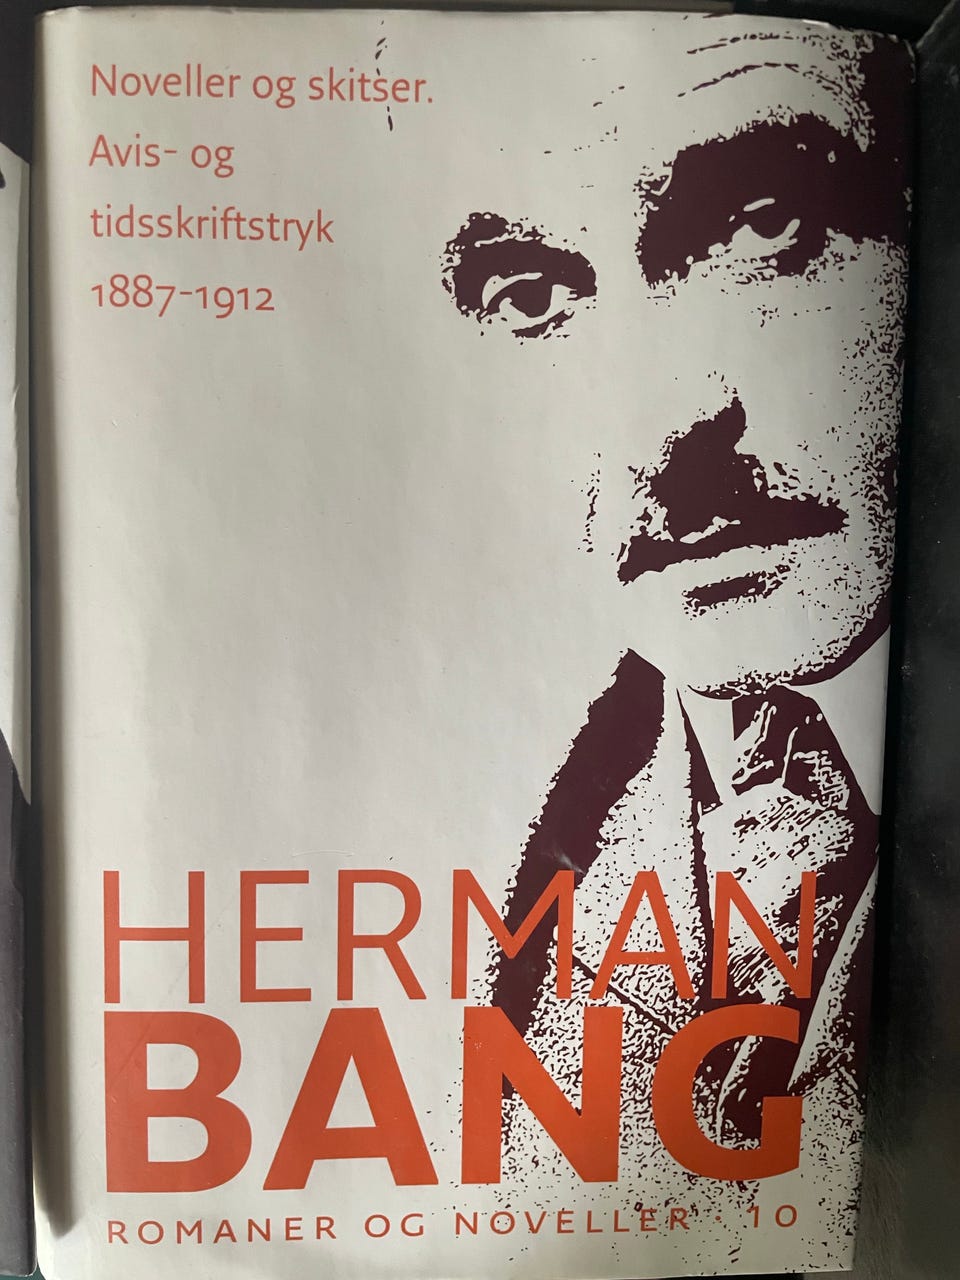 Noveller og skitser.
Avis- og
tidsskriftstryk
1887-1912
HERMAN
BANG
ROMANER OG NOVELLER · 10